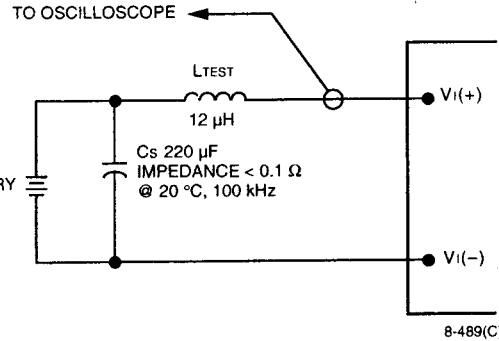 TO OSCILLOSCOPE
LTEST
12 µH
VI(+)
Cs 220 µF
IMPEDANCE < 0.1 Ω
@ 20 °C, 100 kHz
RY
VI(–)
8-489(C)